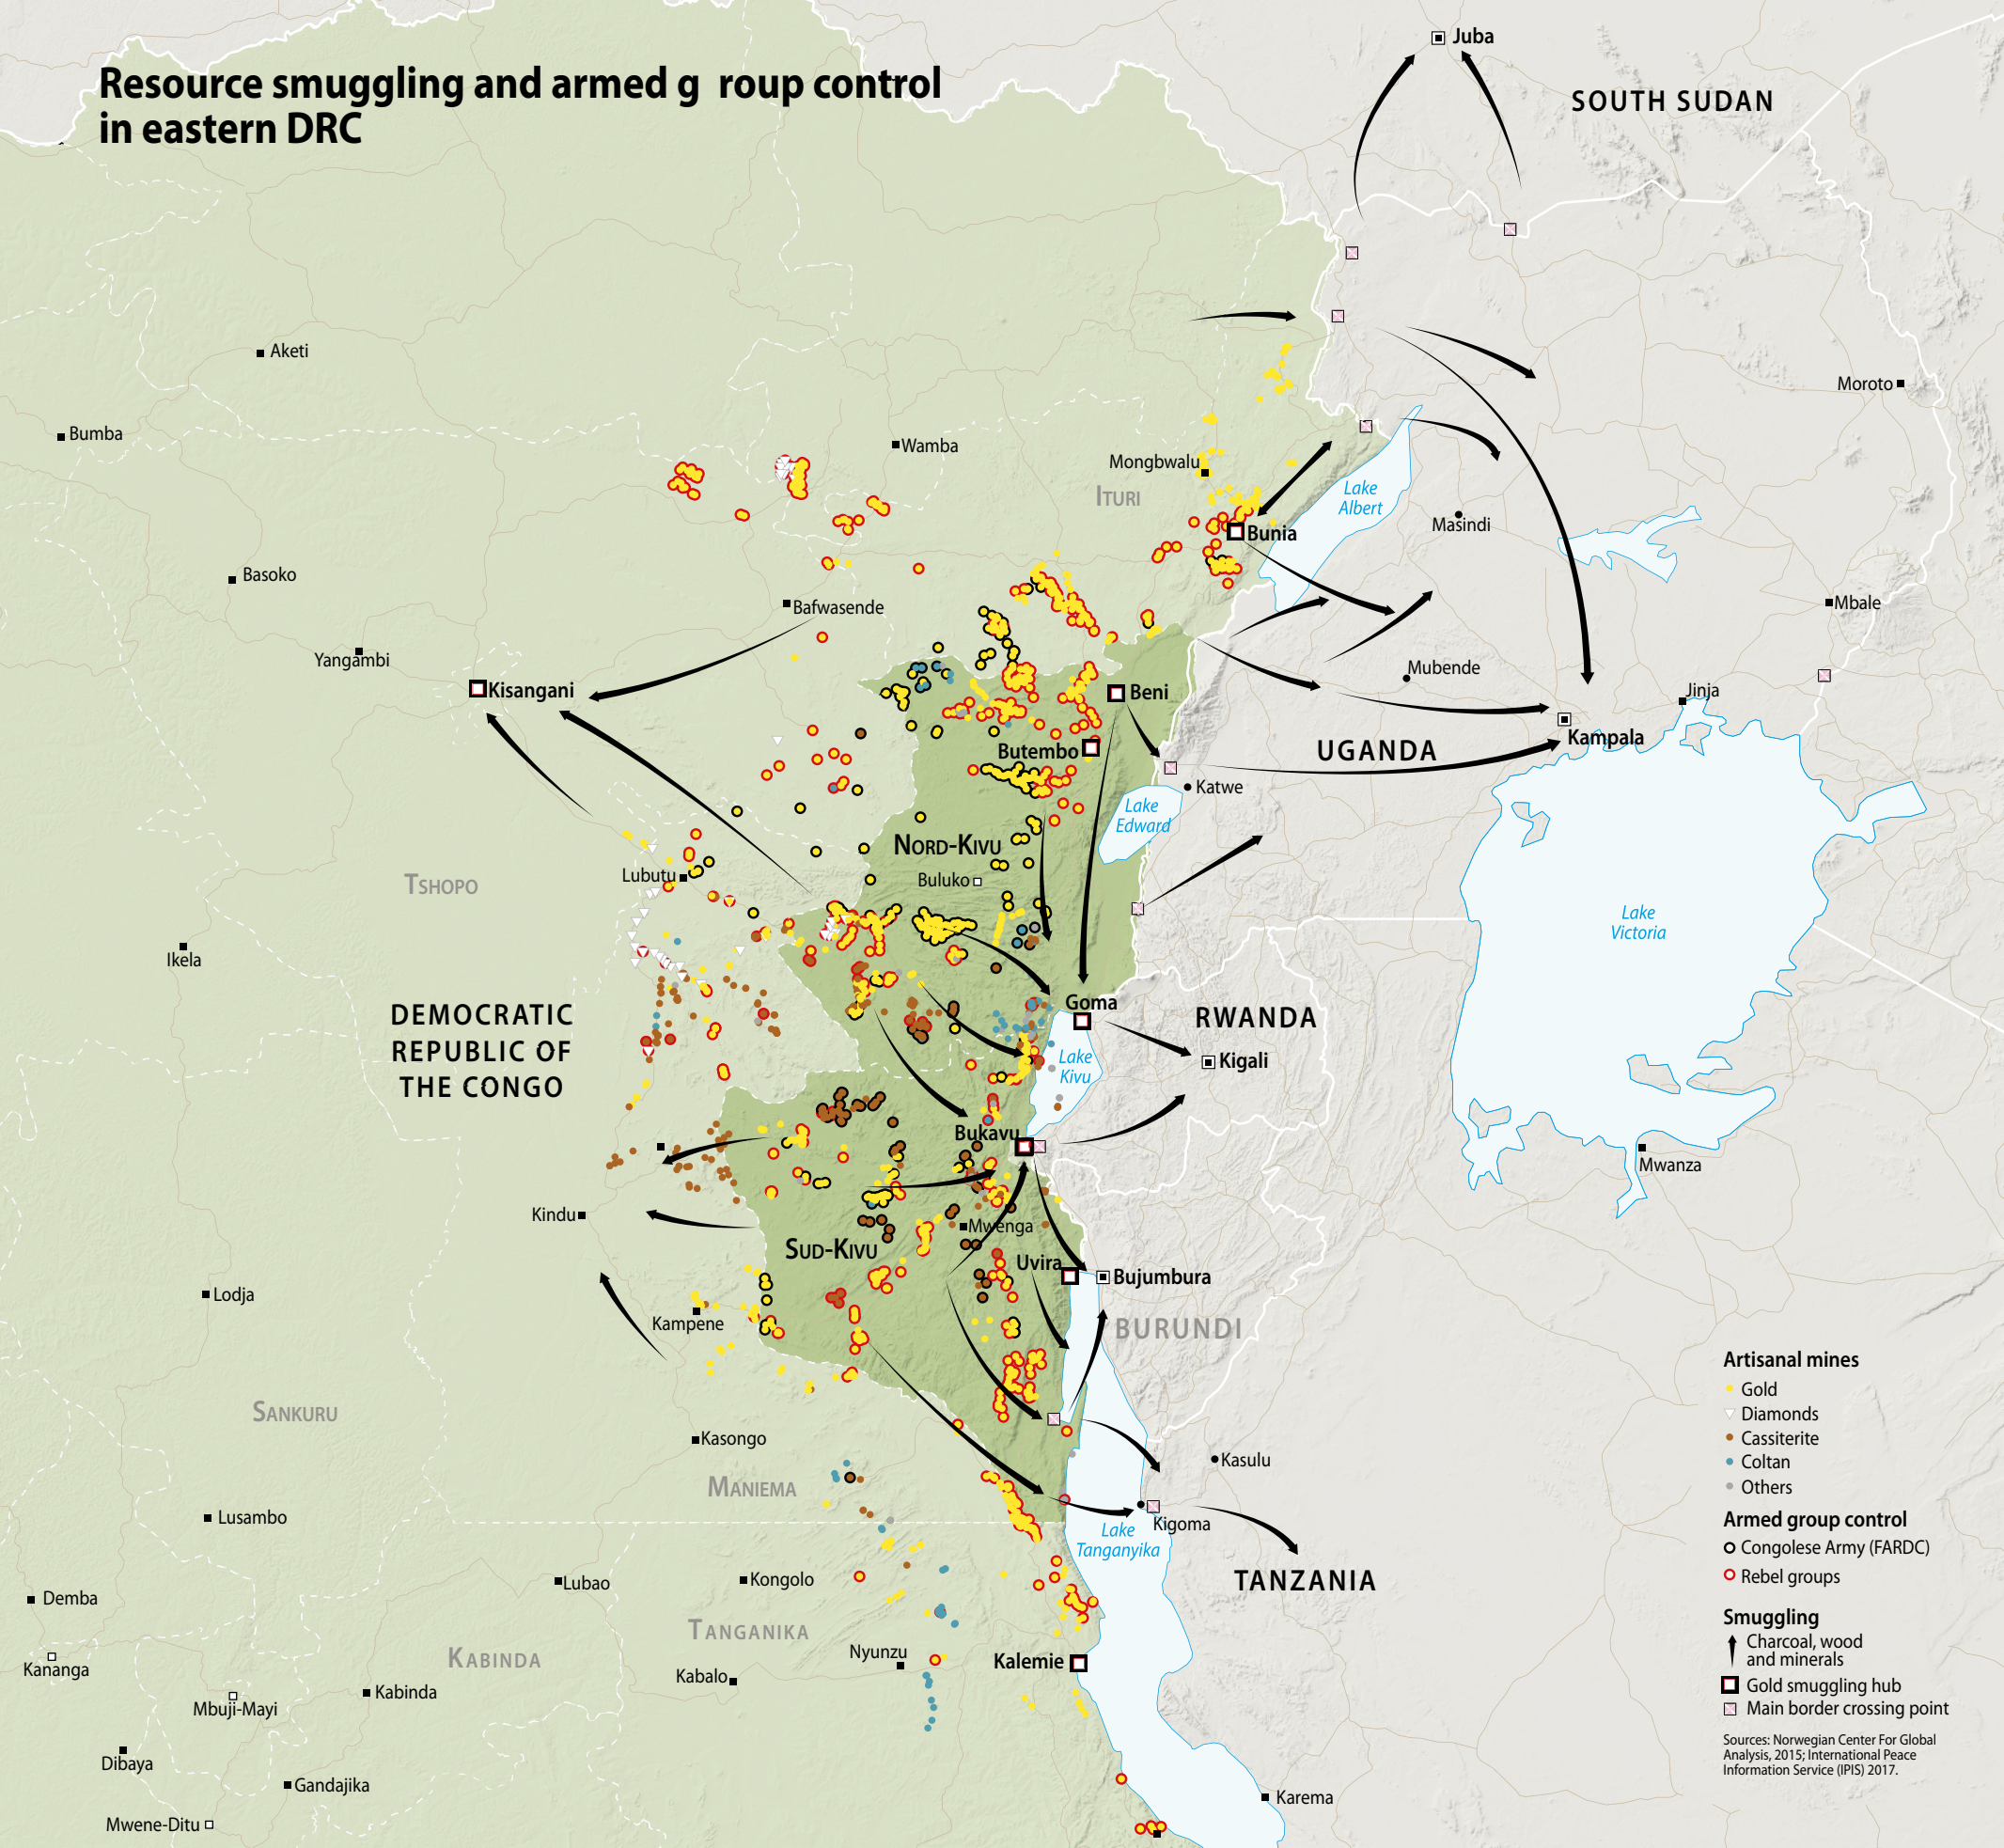 Resource smuggling and armed g roup control
in eastern DRC
Juba
SOUTH SUDAN
Aketi
Moroto
Bumba
Wamba
Mongbwalu
ITURI
Lake
Albert
Masindi
Bunia
Basoko
Bafwasende
Mbale
Yangambi
Mubende
Kisangani
Beni
Jinja
Kampala
Butembo
UGANDA
Katwe
Lake
Edward
NORD-KIVU
Buluko
Lubutu
TSHOPO
Lake
Victoria
Ikela
DEMOCRATIC
REPUBLIC OF
THE CONGO
Goma
RWANDA
Lake
Kivu
Kigali
Bukavu
Mwanza
Kindu
Mwenga
SUD-KIVU
Uvira
Bujumbura
Lodja
Kampene
BURUNDI
SANKURU
Kasongo
Kasulu
MANIEMA
Lusambo
Kigoma
Lake
Tanganyika
TANZANIA
Lubao
Kongolo
Demba
TANGANIKA
Nyunzu
KABINDA
Kalemie
Kananga
Kabalo
Kabinda
Mbuji-Mayi
Dibaya
Gandajika
Karema
Mwene-Ditu
Artisanal mines
Gold
Diamonds
Cassiterite
Coltan
Others
Armed group control
Congolese Army (FARDC)
Rebel groups
Smuggling
Charcoal, wood
and minerals
Gold smuggling hub
Main border crossing point
Sources: Norwegian Center For Global
Analysis, 2015; International Peace
Information Service (IPIS) 2017.